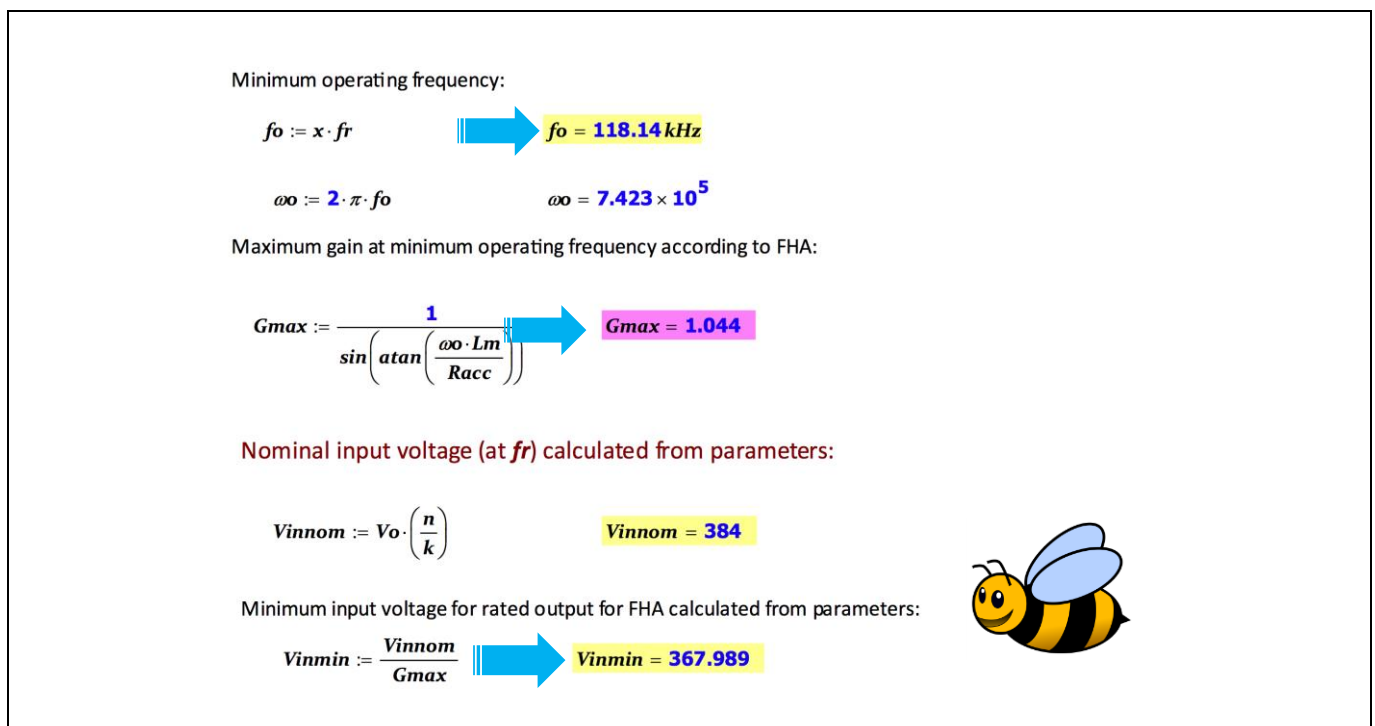 Minimum operating frequency:
fo := x · fr fo = 118.14 kHz
ωo := 2 · π · fo ωo = 7.423 × 10^5
Maximum gain at minimum operating frequency according to FHA:
Gmax := 1 / sin(atan(ωo · Lm / Racc)) Gmax = 1.044
Nominal input voltage (at fr) calculated from parameters:
Vinnom := Vo · (n / k) Vinnom = 384
Minimum input voltage for rated output for FHA calculated from parameters:
Vinmin := Vinnom / Gmax Vinmin = 367.989